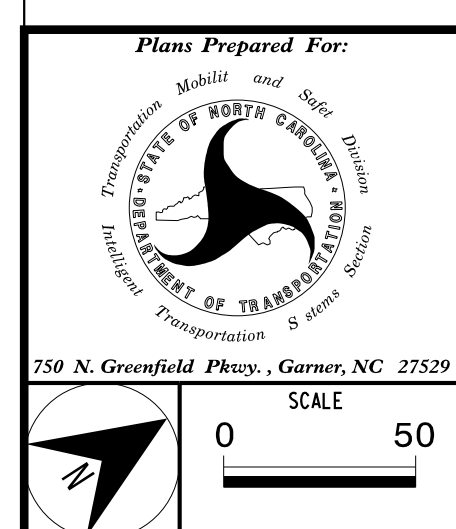 Plans Prepared For:
Transportation Mobilit and Safet Division
STATE OF NORTH CAROLINA
DEPARTMENT OF TRANSPORTATION
Intelligent Transportation S stems Section
750 N. Greenfield Pkwy. , Garner, NC 27529
N
SCALE
0 50